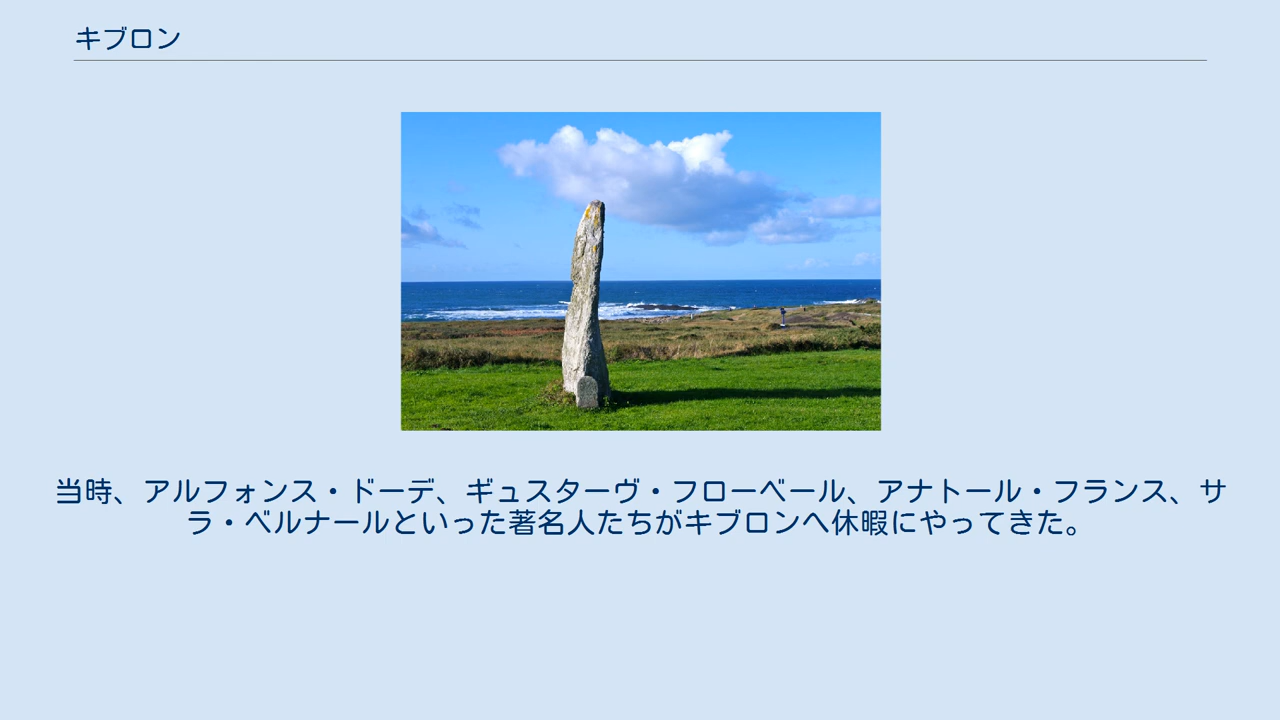 キブロン
当時、アルフォンス・ドーデ、ギュスターヴ・フローベール、アナトール・フランス、サ
ラ・ベルナールといった著名人たちがキブロンへ休暇にやってきた。